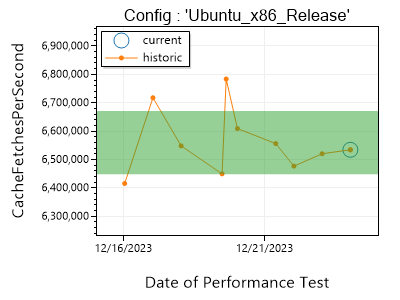 Config : 'Ubuntu_x86_Release'
current
historic
CacheFetchesPerSecond
6,900,000
6,800,000
6,700,000
6,600,000
6,500,000
6,400,000
6,300,000
12/16/2023
12/21/2023
Date of Performance Test